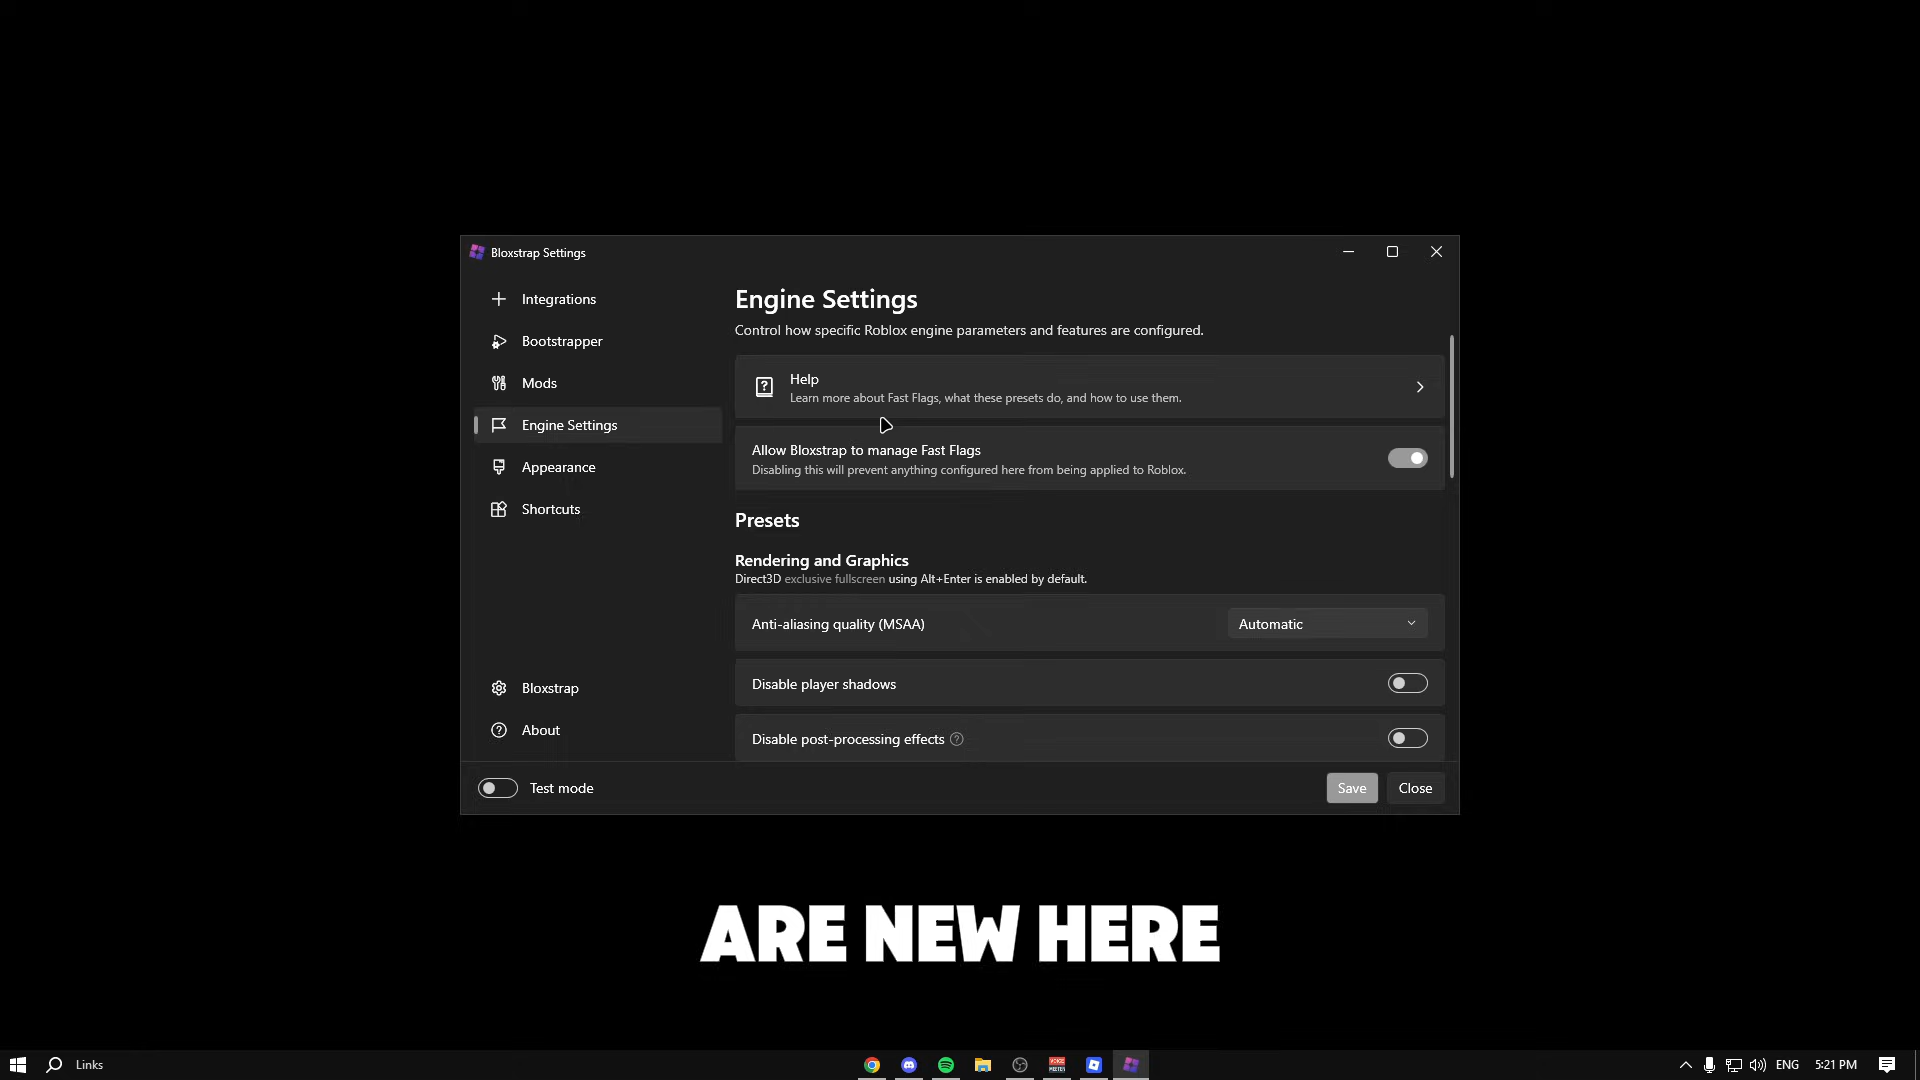 Bloxstrap Settings
Integrations
Bootstrapper
Mods
Engine Settings
Appearance
Shortcuts
Bloxstrap
About
Engine Settings
Control how specific Roblox engine parameters and features are configured.
Help
Learn more about Fast Flags, what these presets do, and how to use them.
Allow Bloxstrap to manage Fast Flags
Disabling this will prevent anything configured here from being applied to Roblox.
Presets
Rendering and Graphics
Direct3D exclusive fullscreen using Alt+Enter is enabled by default.
Anti-aliasing quality (MSAA)
Automatic
Disable player shadows
Disable post-processing effects
Test mode
Save
Close
ARE NEW HERE
Links
ENG
5:21 PM